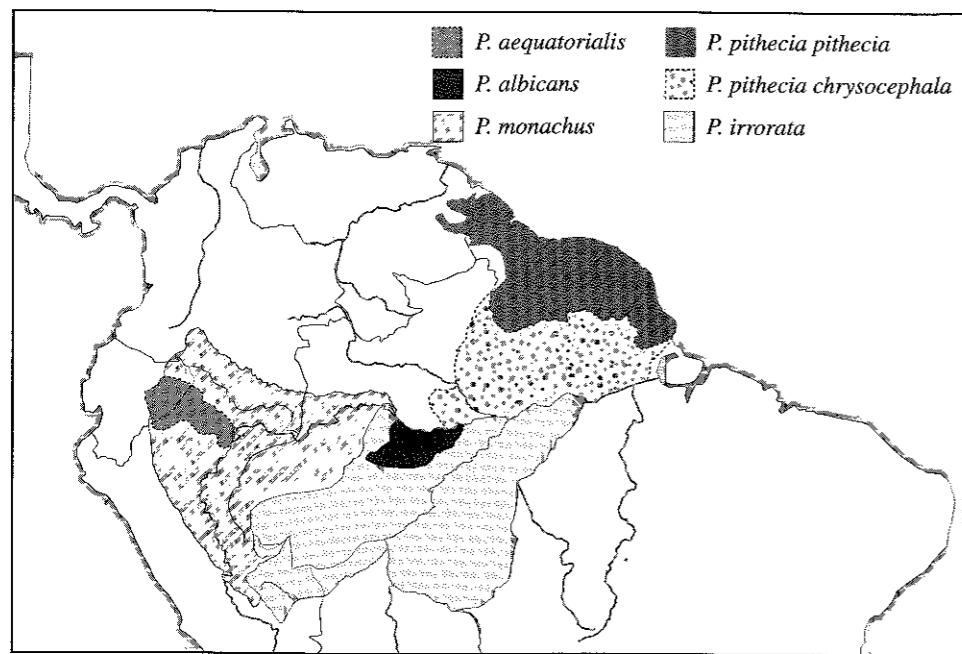 P. aequatorialis
P. albicans
P. monachus
P. pithecia pithecia
P. pithecia chrysocephala
P. irrorata